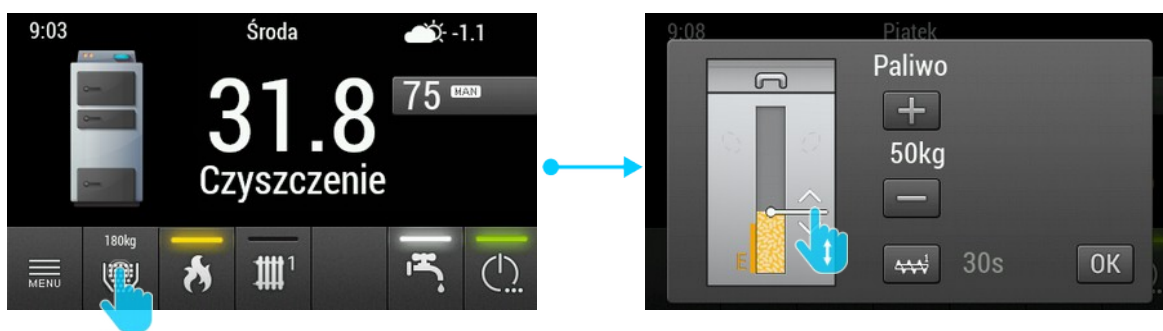 9:03
Środa
-1.1
31.8
75 MAN
Czyszczenie
180kg
MENU
1
9:08
Piatek
Paliwo
50kg
E
1
30s
OK